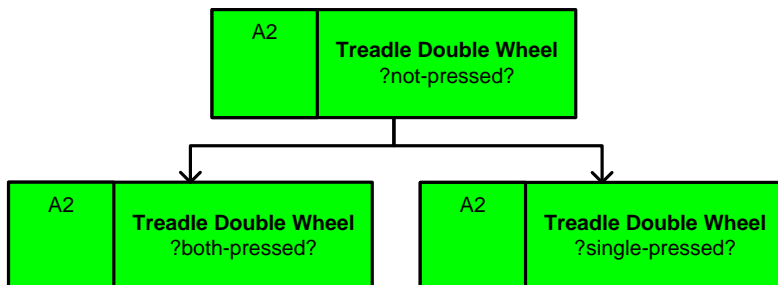 A2
Treadle Double Wheel
?not-pressed?
A2
Treadle Double Wheel
?both-pressed?
A2
Treadle Double Wheel
?single-pressed?